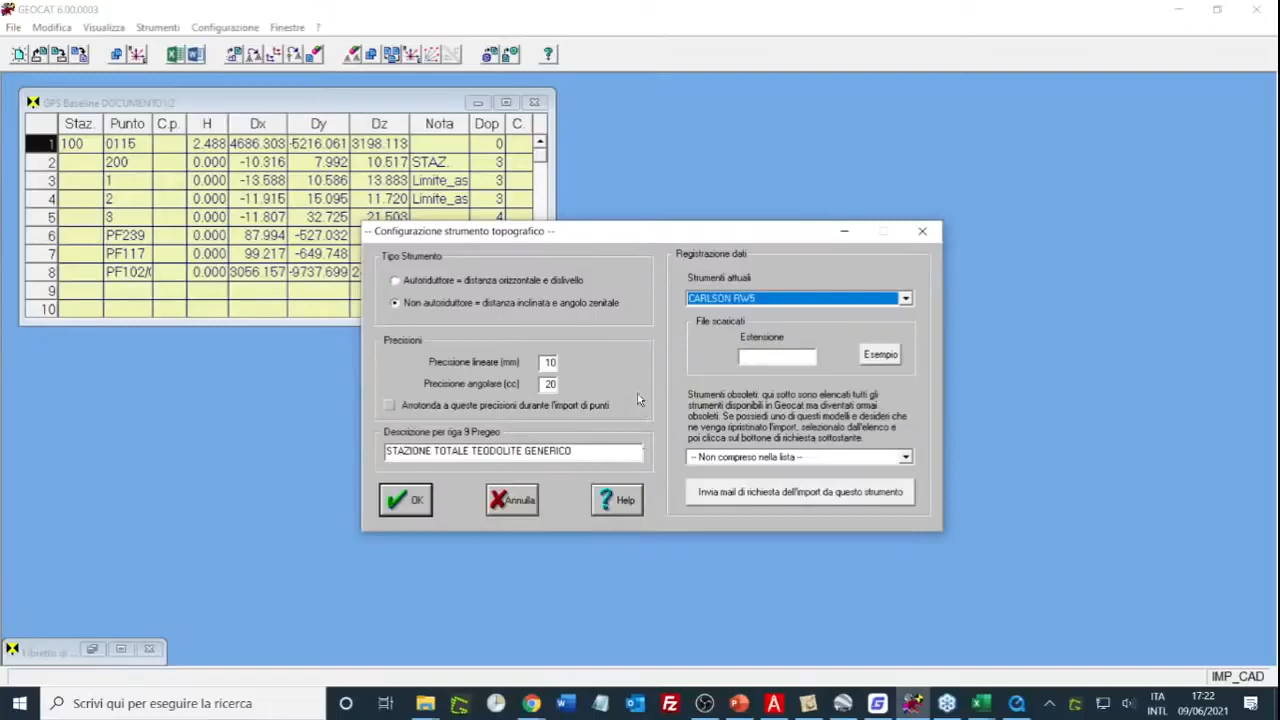 GEOCAT 6.00.0003
File Modifica Visualizza Strumenti Configurazione Finestre ?
GPS Baseline DOCUMENTO1/2
Staz. Punto C.p. H Dx Dy Dz Nota Dop C.
1 100 0115 2.488 4686.303 -5216.061 3198.113 0
2 200 0.000 -10.316 7.992 10.517 STAZ. 3
3 1 0.000 -13.588 10.586 13.883 Limite_as 3
4 2 0.000 -11.915 15.095 11.720 Limite_as 3
5 3 0.000 -11.807 32.725 21.503 4
6 PF239 0.000 87.994 -527.032
7 PF117 0.000 99.217 -649.748
8 PF102/0 0.000 3056.157 -9737.699 2
9
10
-- Configurazione strumento topografico --
Tipo Strumento
Autoriduttore = distanza orizzontale e dislivello
Non autoriduttore = distanza inclinata e angolo zenitale
Precisioni
Precisione lineare (mm) 10
Precisione angolare (cc) 20
Arrotonda a queste precisioni durante l'import di punti
Descrizione per riga 9 Pregeo
STAZIONE TOTALE TEODOLITE GENERICO
OK Annulla Help
Registrazione dati
Strumenti attuali
CARLSON RW5
File scaricati
Estensione
Esempio
Strumenti obsoleti: qui sotto sono elencati tutti gli
strumenti disponibili in Geocat ma diventati ormai
obsoleti. Se possiedi uno di questi modelli e desideri che
ne venga ripristinato l'import, selezionalo dall'elenco e
poi clicca sul bottone di richiesta sottostante.
-- Non compreso nella lista --
Invia mail di richiesta dell'import da questo strumento
Libretto di ...
IMP_CAD
Scrivi qui per eseguire la ricerca
ITA
INTL
17:22
09/06/2021